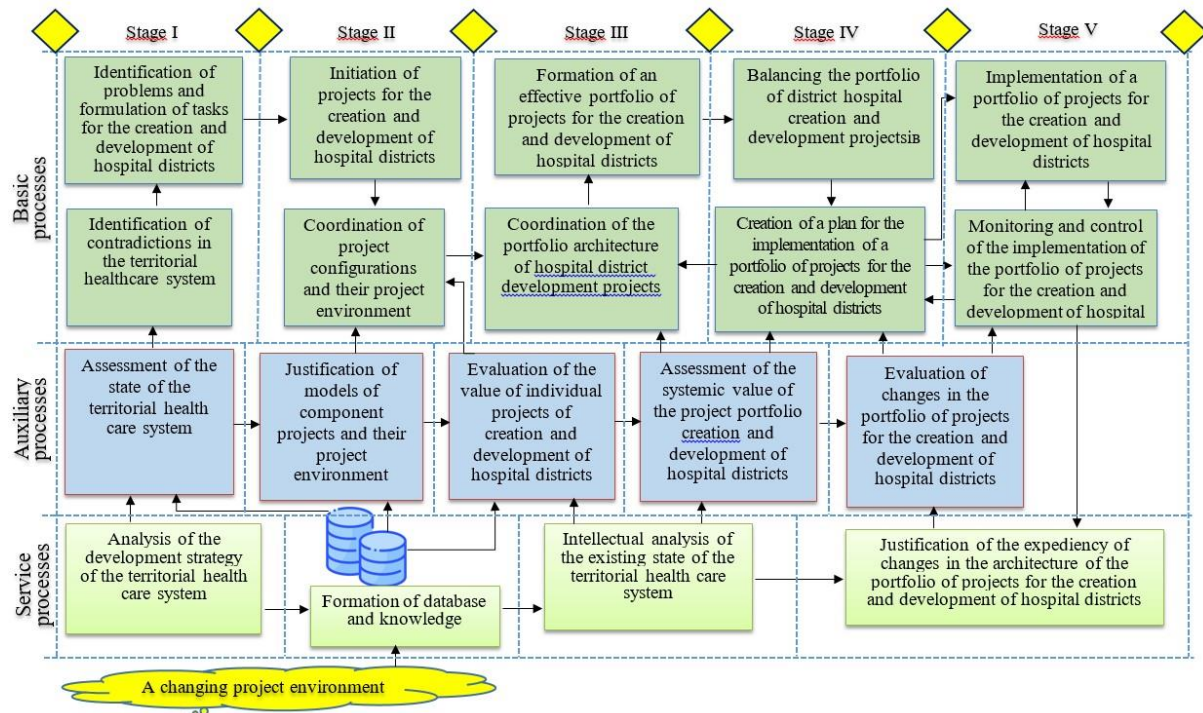 Stage I
Stage II
Stage III
Stage IV
Stage V
Basic
processes
Identification of
problems and
formulation of tasks
for the creation and
development of
hospital districts
Initiation of
projects for the
creation and
development of
hospital districts
Formation of an
effective portfolio of
projects for the creation
and development of
hospital districts
Balancing the portfolio
of district hospital
creation and
development projectsiв
Implementation of a
portfolio of projects for
the creation and
development of hospital
districts
Identification of
contradictions in
the territorial
healthcare system
Coordination of
project
configurations
and their project
environment
Coordination of the
portfolio architecture
of hospital district
development projects
Creation of a plan for the
implementation of a
portfolio of projects for the
creation and development
of hospital districts
Monitoring and control
of the implementation of
the portfolio of projects
for the creation and
development of hospital
Auxiliary
processes
Assessment of the
state of the
territorial health
care system
Justification of
models of
component
projects and their
project
environment
Evaluation of the
value of individual
projects of
creation and
development of
hospital districts
Assessment of the
systemic value of
the project portfolio
creation and
development of
hospital districts
Evaluation of
changes in the
portfolio of projects
for the creation and
development of
hospital districts
Service
processes
Analysis of the
development strategy
of the territorial health
care system
Formation of database
and knowledge
Intellectual analysis
of the existing state of the
territorial health care
system
Justification of the expediency of
changes in the architecture of the
portfolio of projects for the creation
and development of hospital districts
A changing project environment